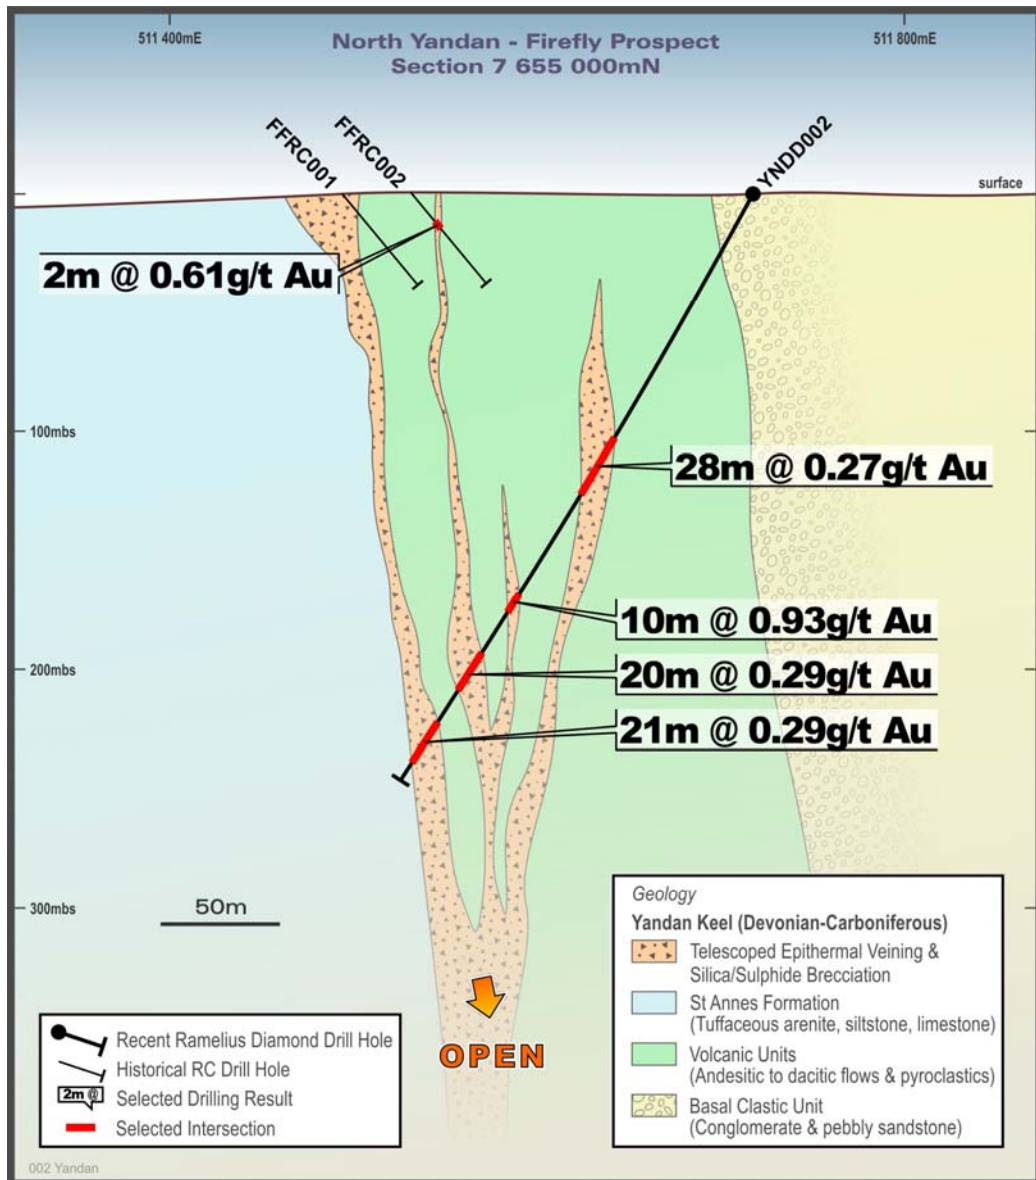 511 400mE
North Yandan - Firefly Prospect
511 800mE
Section 7 655 000mN
FFRC001
FFRC002
YNDD002
surface
2m @ 0.61g/t Au
100mbs
28m @ 0.27g/t Au
10m @ 0.93g/t Au
200mbs
20m @ 0.29g/t Au
21m @ 0.29g/t Au
300mbs
50m
OPEN
Geology
Yandan Keel (Devonian-Carboniferous)
Telescoped Epithermal Veining &
Silica/Sulphide Brecciation
St Annes Formation
(Tuffaceous arenite, siltstone, limestone)
Volcanic Units
(Andesitic to dacitic flows & pyroclastics)
Basal Clastic Unit
(Conglomerate & pebbly sandstone)
Recent Ramelius Diamond Drill Hole
Historical RC Drill Hole
2m @
Selected Drilling Result
Selected Intersection
002 Yandan